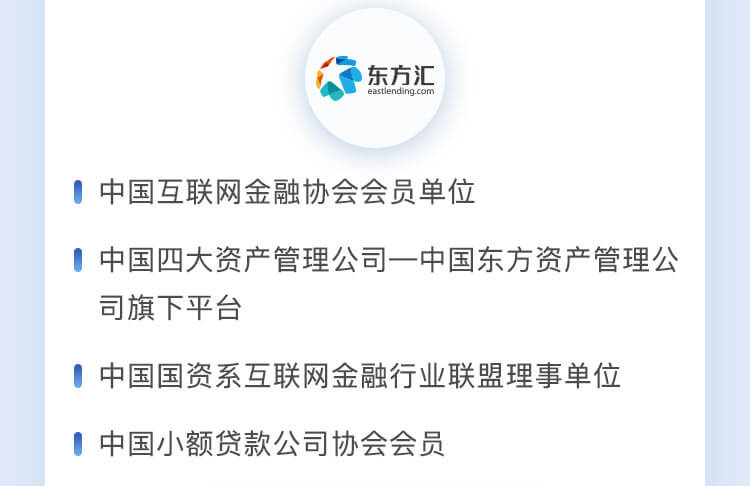 东方汇
eastlending.com
中国互联网金融协会会员单位
中国四大资产管理公司—中国东方资产管理公
司旗下平台
中国国资系互联网金融行业联盟理事单位
中国小额贷款公司协会会员